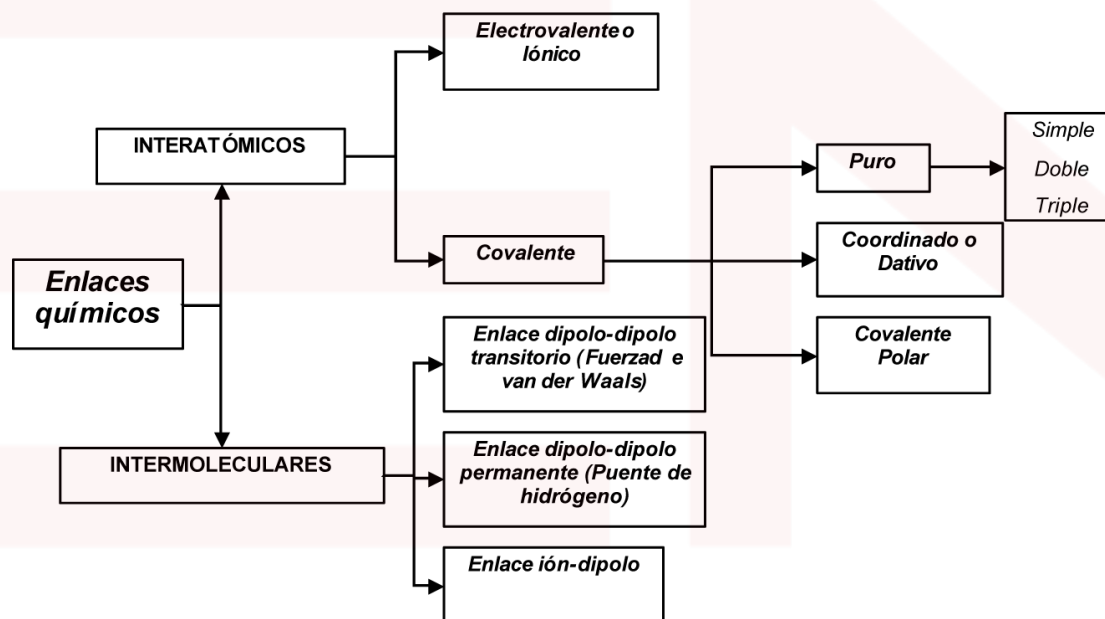 Electrovalente o
Iónico
INTERATÓMICOS
Simple
Puro
Doble
Triple
Covalente
Coordinado o
Dativo
Enlaces
químicos
Enlace dipolo-dipolo
transitorio (Fuerzad e
van der Waals)
Covalente
Polar
INTERMOLECULARES
Enlace dipolo-dipolo
permanente (Puente de
hidrógeno)
Enlace ión-dipolo